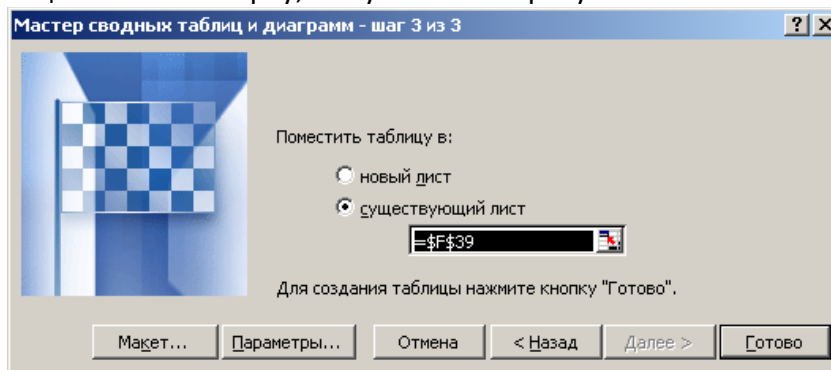 Мастер сводных таблиц и диаграмм - шаг 3 из 3
Поместить таблицу в:
новый лист
существующий лист
=$F$39
Для создания таблицы нажмите кнопку "Готово".
Макет... Параметры... Отмена < Назад Далее > Готово